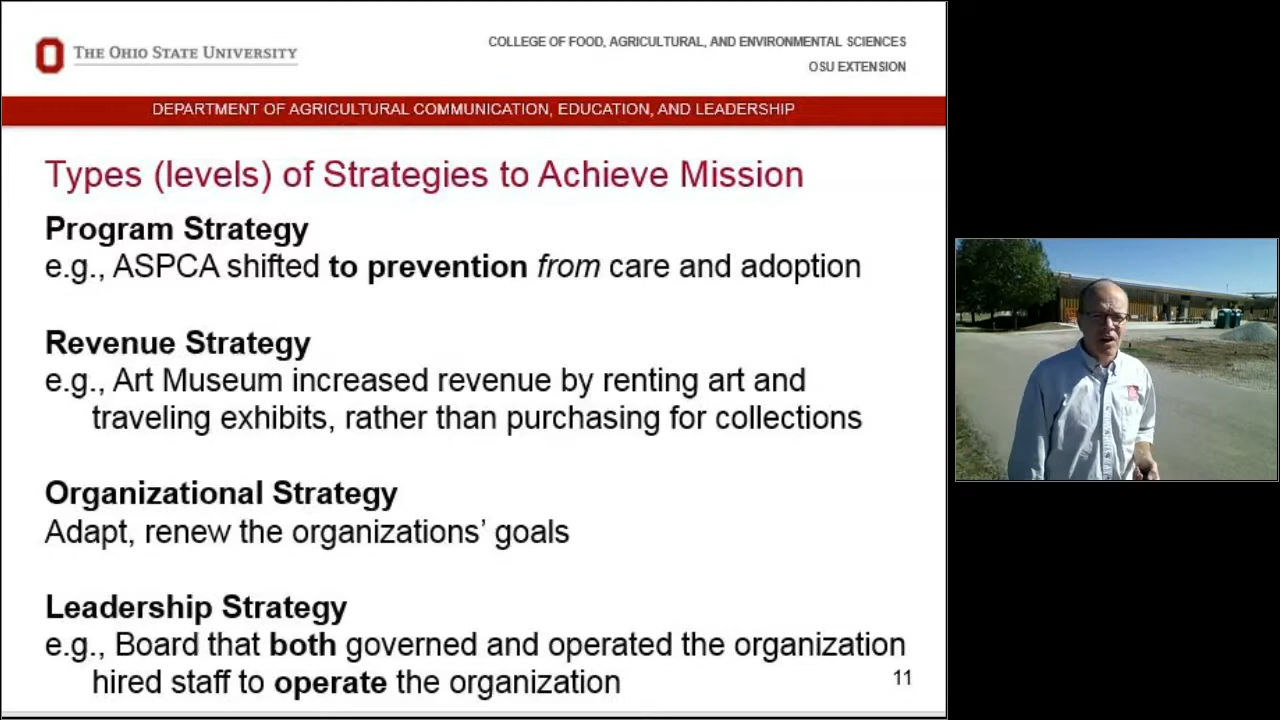 THE OHIO STATE UNIVERSITY
COLLEGE OF FOOD, AGRICULTURAL, AND ENVIRONMENTAL SCIENCES
OSU EXTENSION
DEPARTMENT OF AGRICULTURAL COMMUNICATION, EDUCATION, AND LEADERSHIP
Types (levels) of Strategies to Achieve Mission
Program Strategy
e.g., ASPCA shifted to prevention from care and adoption
Revenue Strategy
e.g., Art Museum increased revenue by renting art and
traveling exhibits, rather than purchasing for collections
Organizational Strategy
Adapt, renew the organizations’ goals
Leadership Strategy
e.g., Board that both governed and operated the organization
hired staff to operate the organization
11